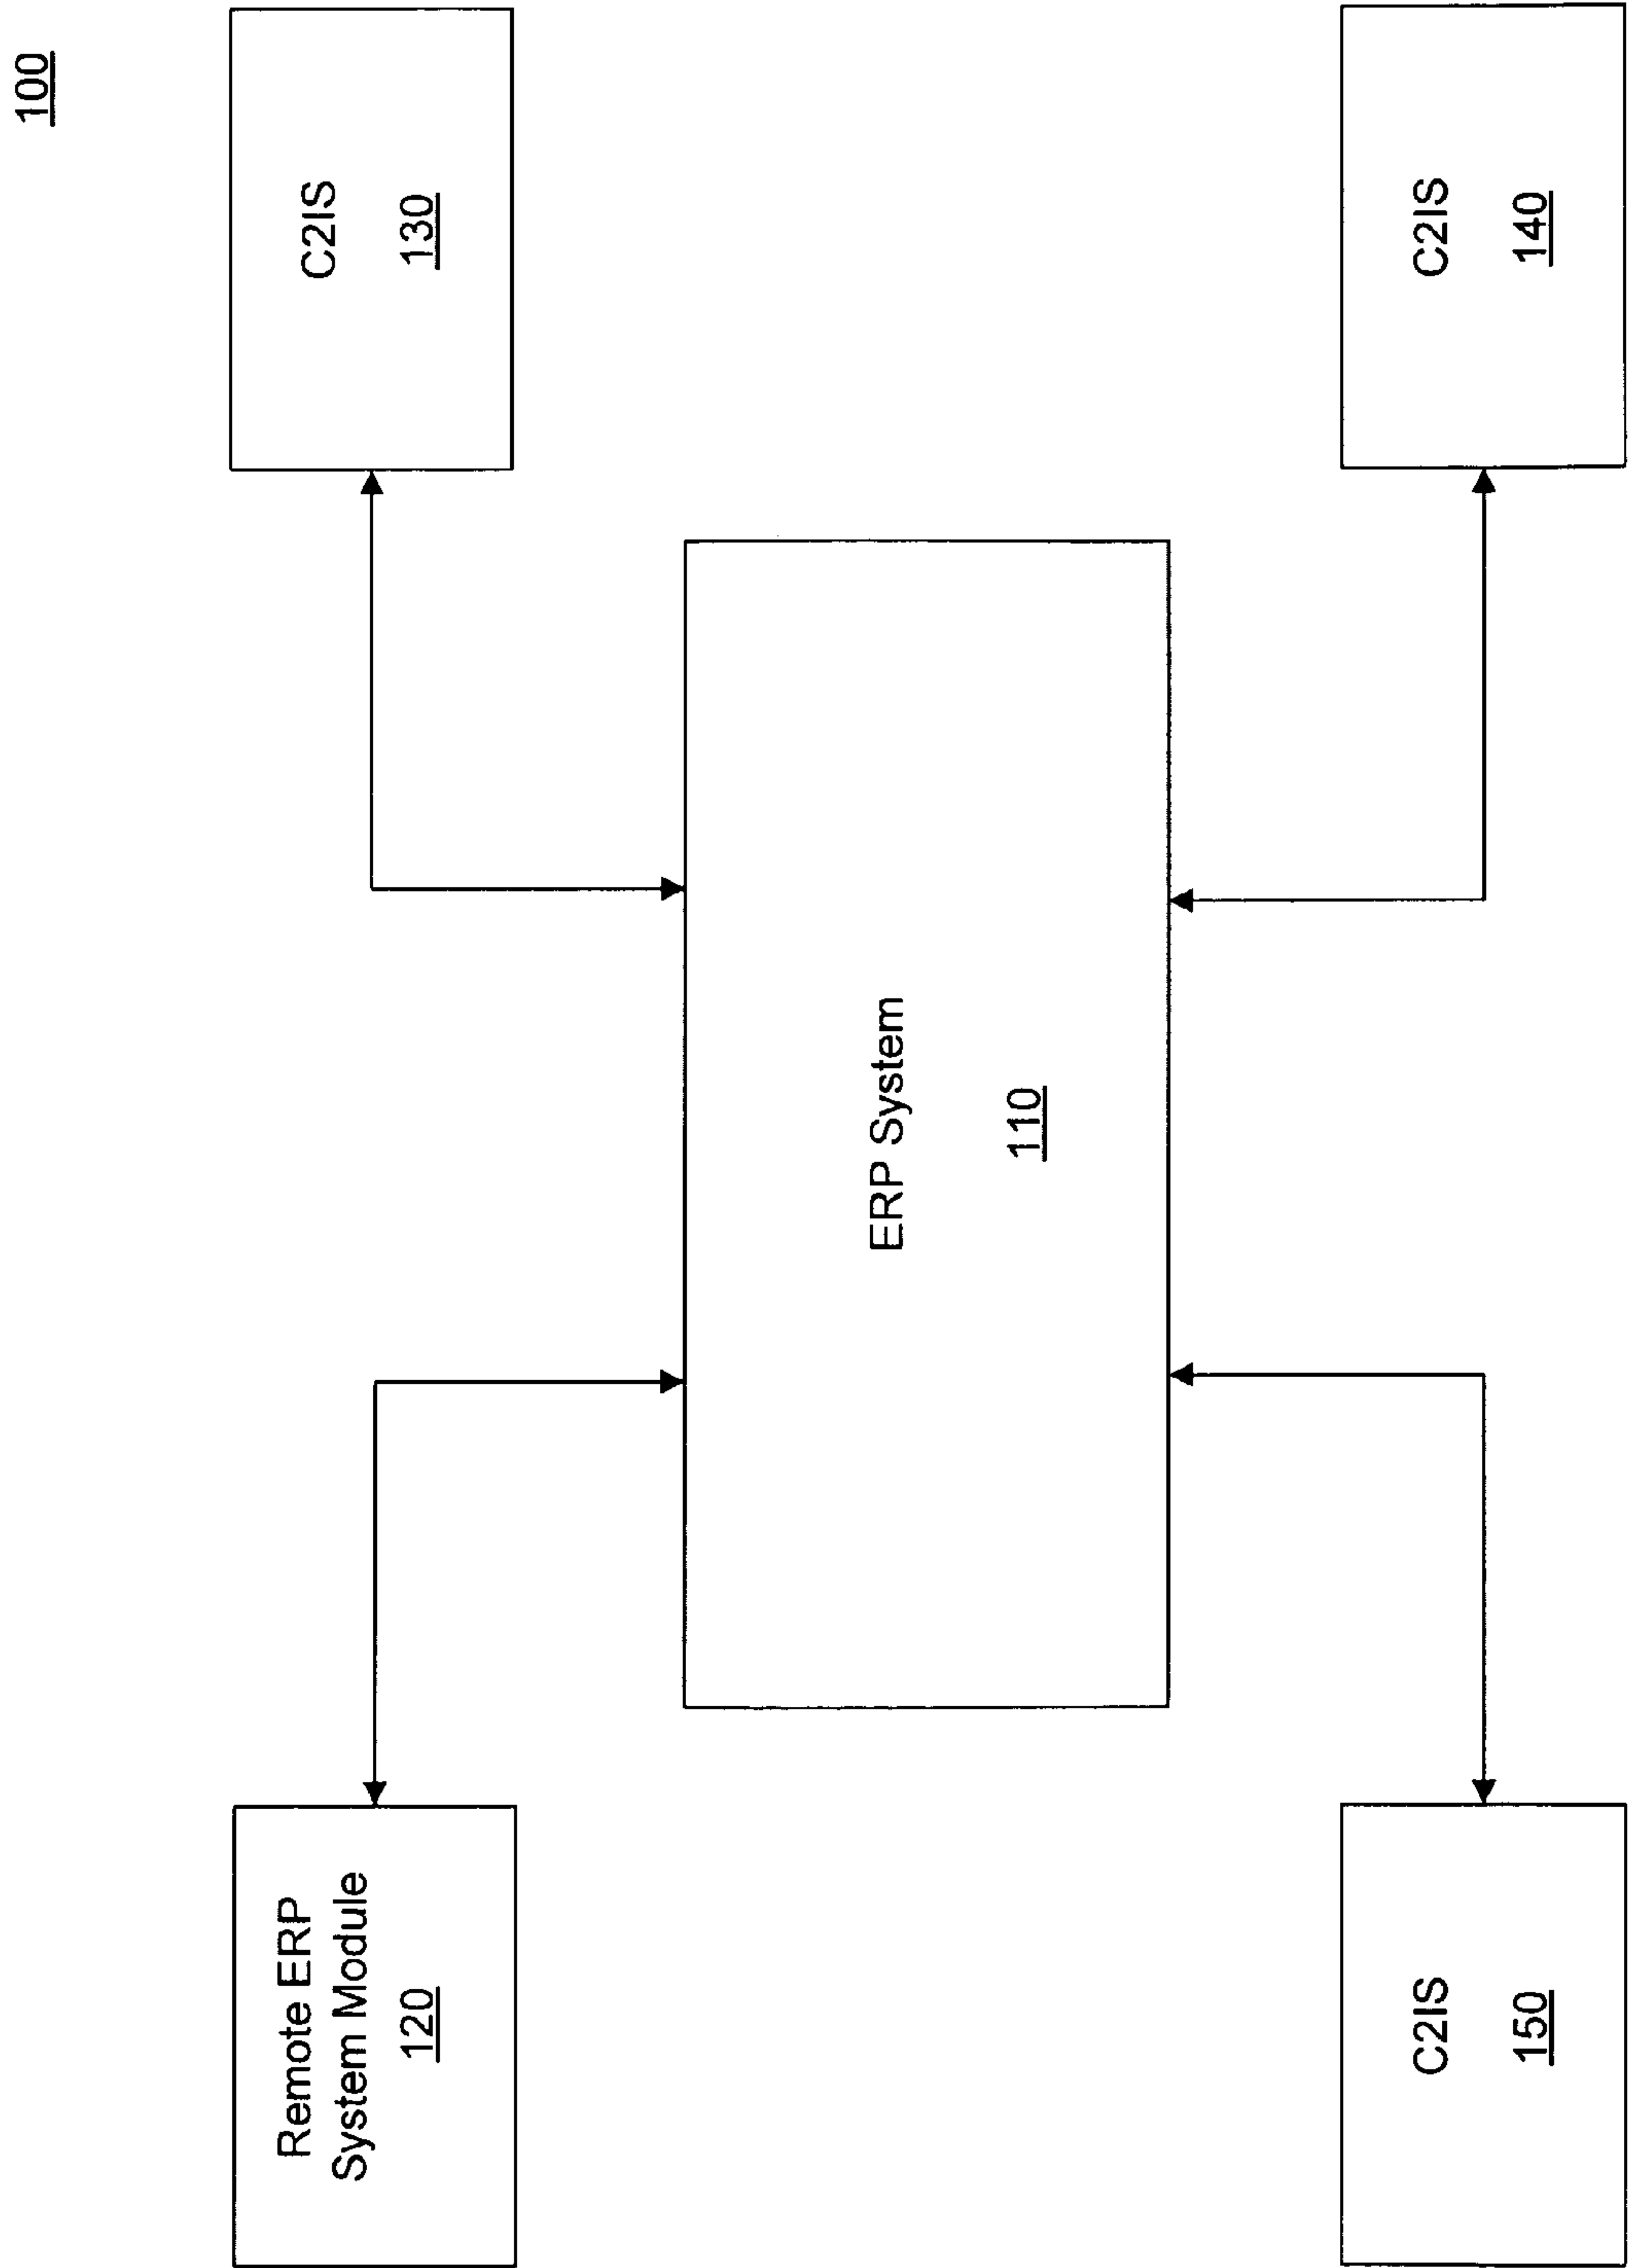 100
Remote ERP
System Module
120
C2IS
130
ERP System
110
C2IS
150
C2IS
140